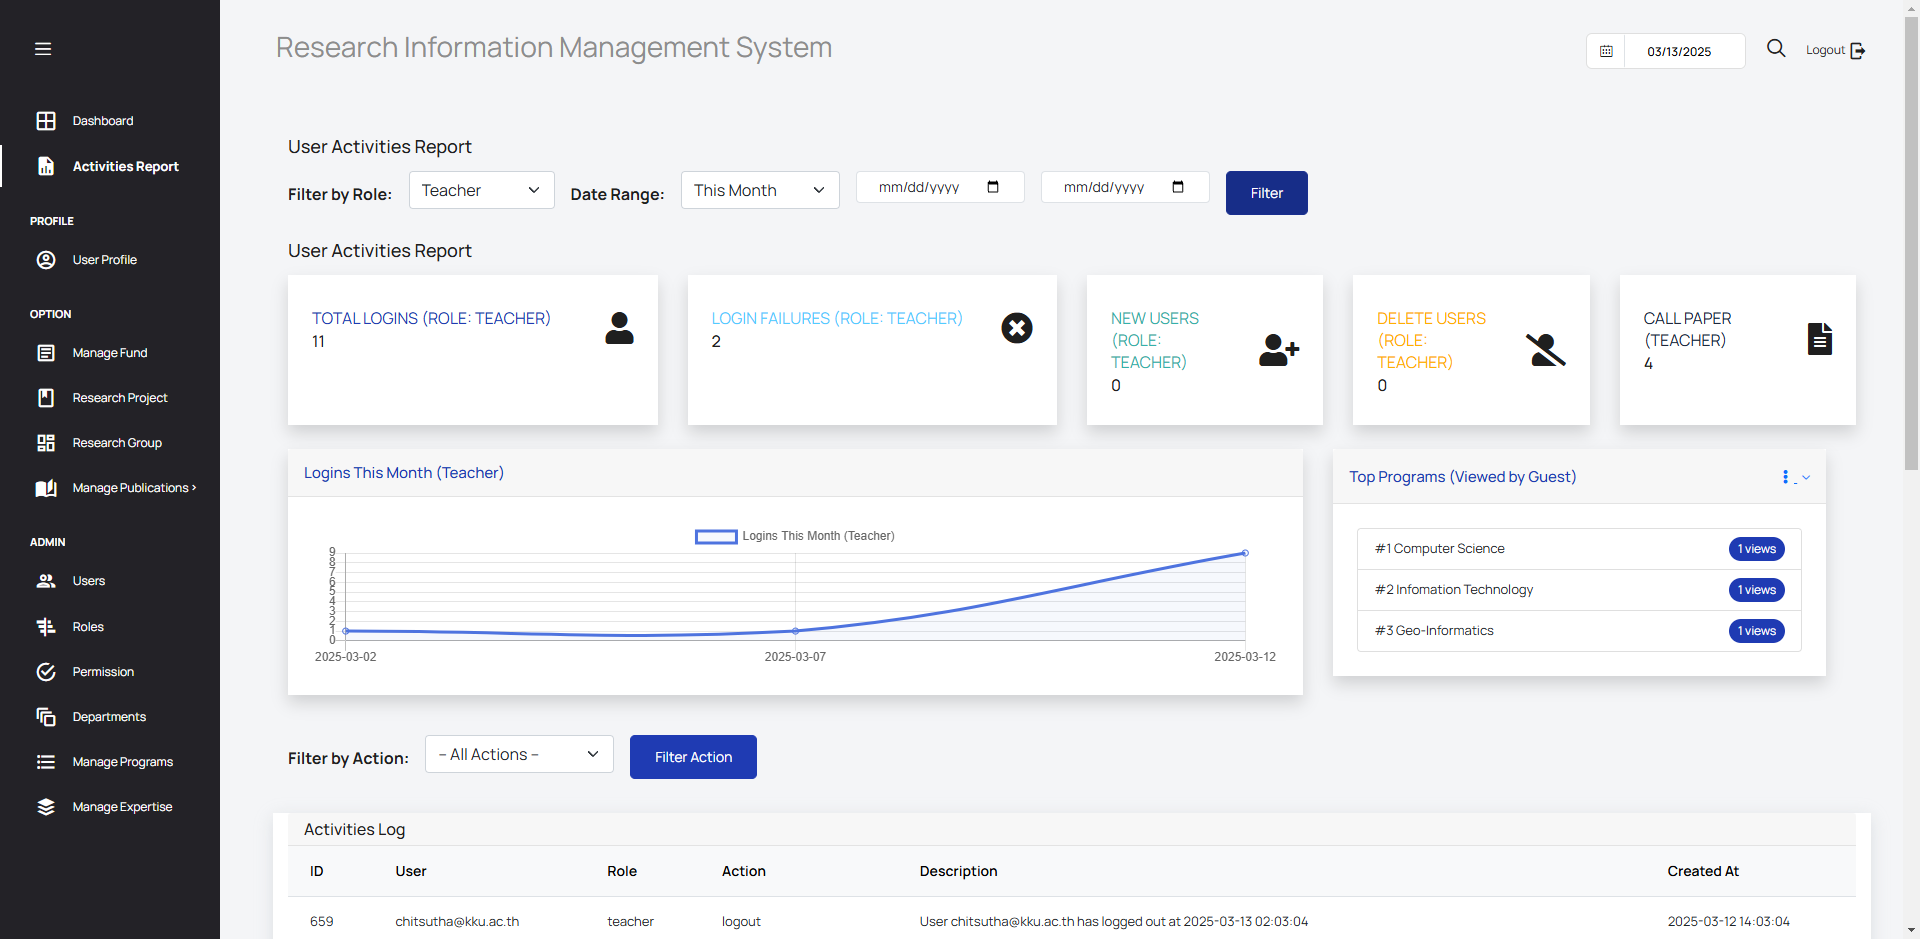 Research Information Management System
03/13/2025
Logout
Dashboard
Activities Report
PROFILE
User Profile
OPTION
Manage Fund
Research Project
Research Group
Manage Publications >
ADMIN
Users
Roles
Permission
Departments
Manage Programs
Manage Expertise
User Activities Report
Filter by Role: Teacher Date Range: This Month mm/dd/yyyy mm/dd/yyyy Filter
User Activities Report
TOTAL LOGINS (ROLE: TEACHER)
11
LOGIN FAILURES (ROLE: TEACHER)
2
NEW USERS
(ROLE:
TEACHER)
0
DELETE USERS
(ROLE:
TEACHER)
0
CALL PAPER
(TEACHER)
4
Logins This Month (Teacher)
Logins This Month (Teacher)
9
8
7
6
5
4
3
2
1
0
2025-03-02 2025-03-07 2025-03-12
Top Programs (Viewed by Guest)
#1 Computer Science 1 views
#2 Infomation Technology 1 views
#3 Geo-Informatics 1 views
Filter by Action: -- All Actions -- Filter Action
Activities Log
ID User Role Action Description Created At
659 chitsutha@kku.ac.th teacher logout User chitsutha@kku.ac.th has logged out at 2025-03-13 02:03:04 2025-03-12 14:03:04